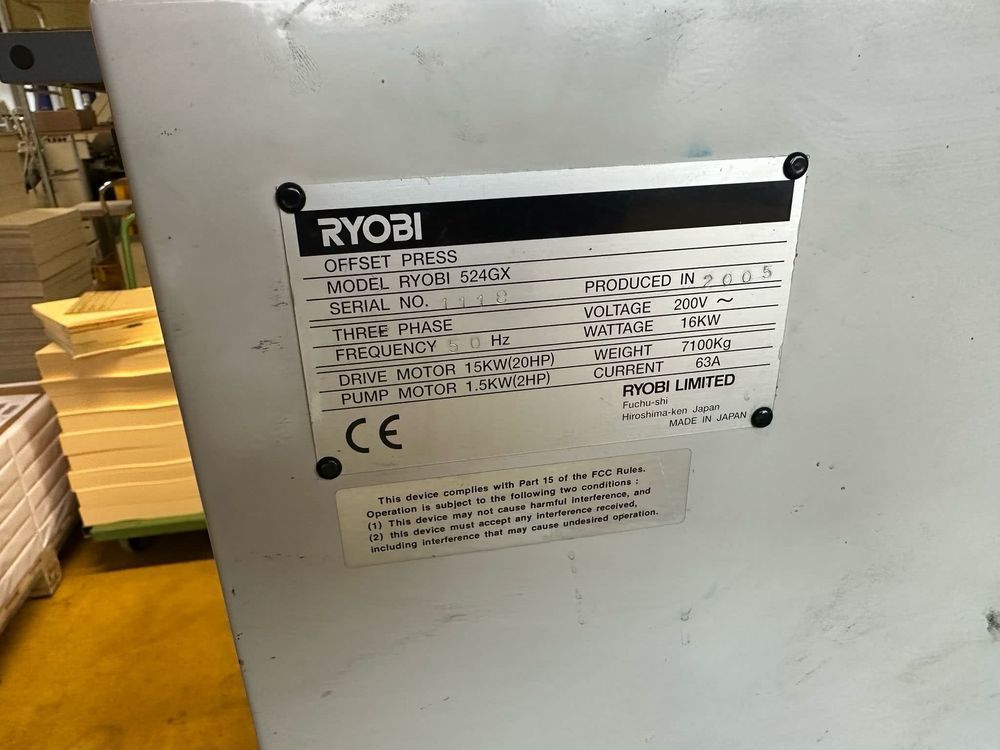 RYOBI
OFFSET PRESS
MODEL RYOBI 524GX
SERIAL NO. 1118 PRODUCED IN 2005
THREE PHASE VOLTAGE 200V ~
FREQUENCY 50 Hz WATTAGE 16KW
DRIVE MOTOR 15KW(20HP) WEIGHT 7100Kg
PUMP MOTOR 1.5KW(2HP) CURRENT 63A
RYOBI LIMITED
Fuchu-shi
Hiroshima-ken Japan
MADE IN JAPAN
CE
This device complies with Part 15 of the FCC Rules.
Operation is subject to the following two conditions :
(1) This device may not cause harmful interference, and
(2) this device must accept any interference received,
including interference that may cause undesired operation.